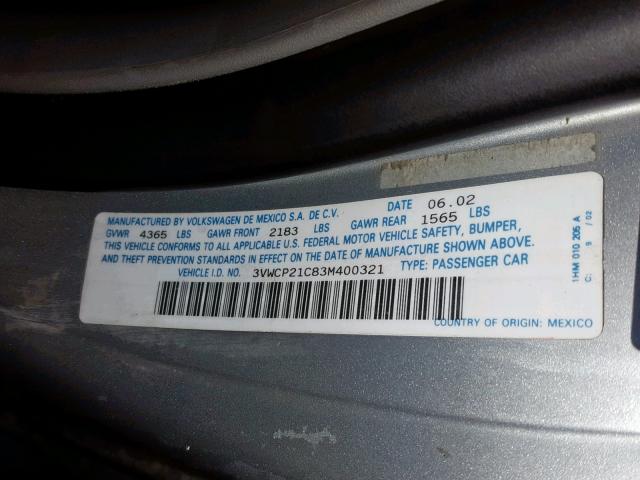 MANUFACTURED BY VOLKSWAGEN DE MEXICO S.A. DE C.V. DATE 06.02
GVWR 4365 LBS GAWR FRONT 2183 LBS GAWR REAR 1565 LBS
THIS VEHICLE CONFORMS TO ALL APPLICABLE U.S. FEDERAL MOTOR VEHICLE SAFETY, BUMPER,
AND THEFT PREVENTION STANDARDS IN EFFECT ON THE DATE OF MANUFACTURE SHOWN ABOVE.
VEHICLE I.D. NO. 3VWCP21C83M400321 TYPE: PASSENGER CAR
COUNTRY OF ORIGIN: MEXICO
1HM 010 205 A
C: 9 / 02